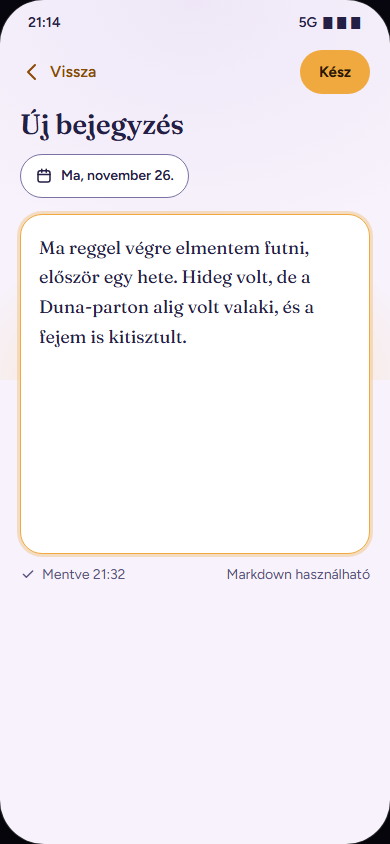 21:14
5G
Vissza
Kész
Új bejegyzés
Ma, november 26.
Ma reggel végre elmentem futni,
először egy hete. Hideg volt, de a
Duna-parton alig volt valaki, és a
fejem is kitisztult.
Mentve 21:32
Markdown használható